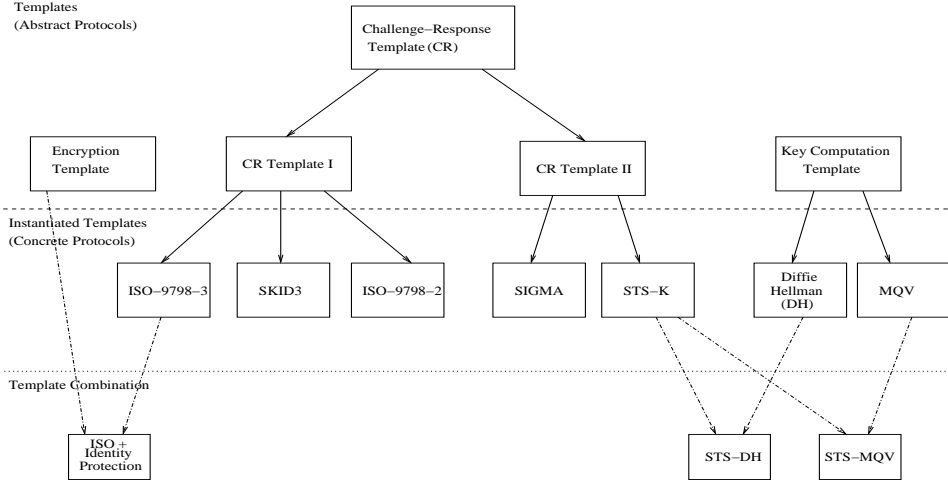 Templates
(Abstract Protocols)
Challenge−Response
Template (CR)
Encryption
Template
CR Template I
CR Template II
Key Computation
Template
Instantiated Templates
(Concrete Protocols)
ISO−9798−3
SKID3
ISO−9798−2
SIGMA
STS−K
Diffie
Hellman
(DH)
MQV
Template Combination
ISO +
Identity
Protection
STS−DH
STS−MQV